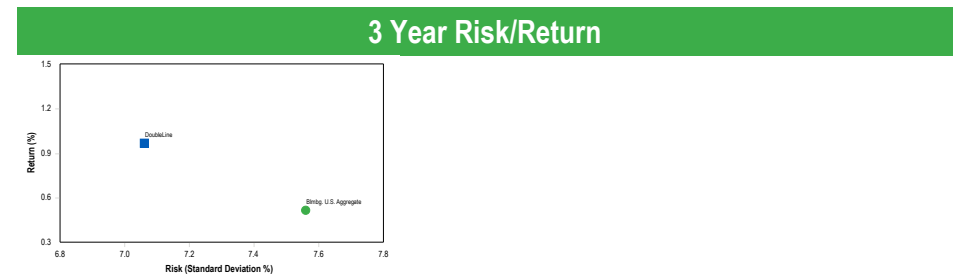 3 Year Risk/Return
1.5
1.2
0.9
0.6
0.3
Return (%)
DoubleLine
Blmbg. U.S. Aggregate
6.8 7.0 7.2 7.4 7.6 7.8
Risk (Standard Deviation %)